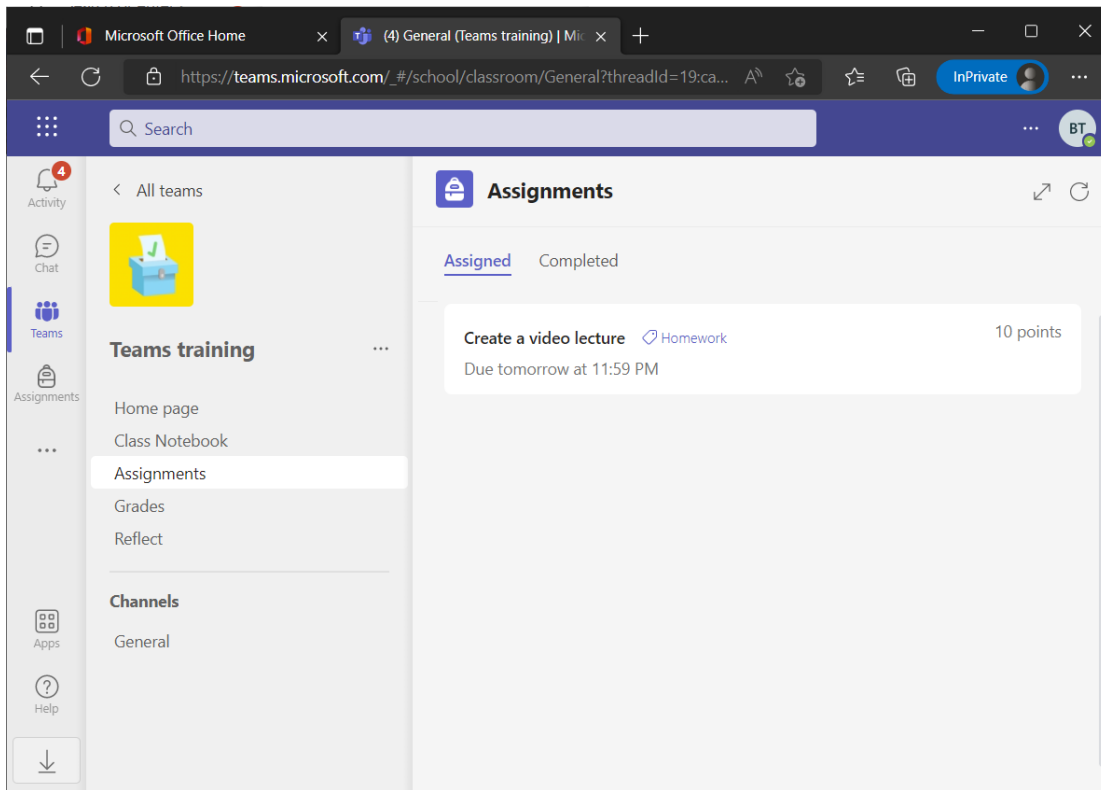 Microsoft Office Home
(4) General (Teams training) | Mic
https://teams.microsoft.com/_#/school/classroom/General?threadId=19:ca...
InPrivate
Search
BT
4
Activity
Chat
Teams
Assignments
Apps
Help
All teams
Teams training
Home page
Class Notebook
Assignments
Grades
Reflect
Channels
General
Assignments
Assigned Completed
Create a video lecture Homework 10 points
Due tomorrow at 11:59 PM